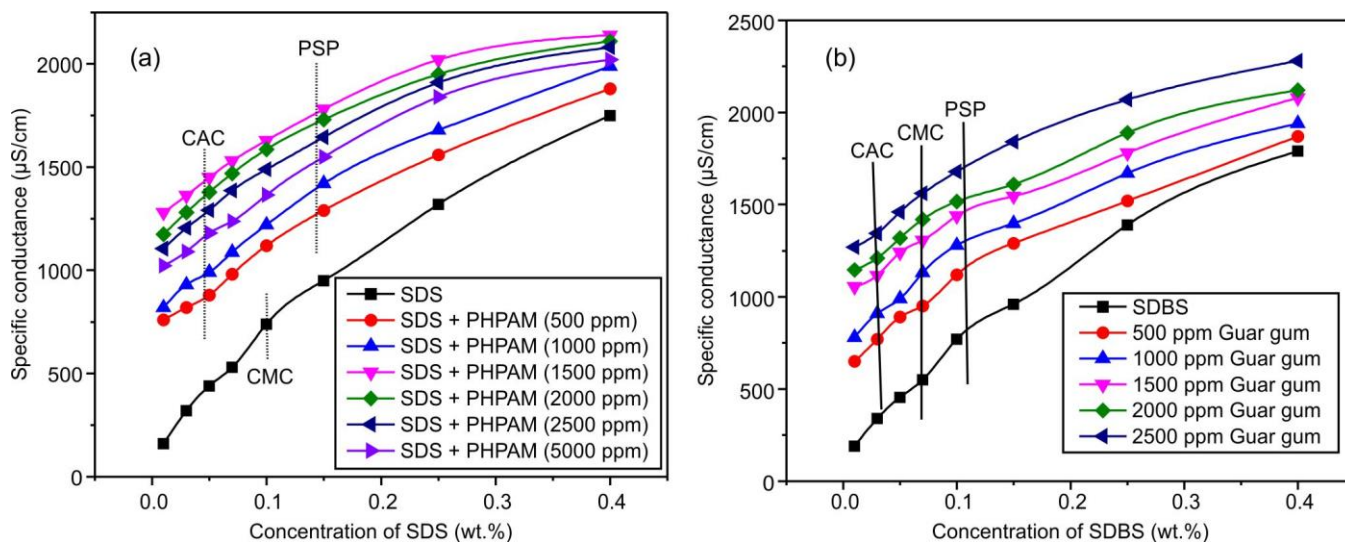 (a)
PSP
CAC
CMC
2000
1500
1000
500
0
Specific conductance (µS/cm)
SDS
SDS + PHPAM (500 ppm)
SDS + PHPAM (1000 ppm)
SDS + PHPAM (1500 ppm)
SDS + PHPAM (2000 ppm)
SDS + PHPAM (2500 ppm)
SDS + PHPAM (5000 ppm)
0.0 0.1 0.2 0.3 0.4
Concentration of SDS (wt.%)
(b)
CAC
CMC
PSP
2500
2000
1500
1000
500
0
Specific conductance (µS/cm)
SDBS
500 ppm Guar gum
1000 ppm Guar gum
1500 ppm Guar gum
2000 ppm Guar gum
2500 ppm Guar gum
0.0 0.1 0.2 0.3 0.4
Concentration of SDBS (wt.%)